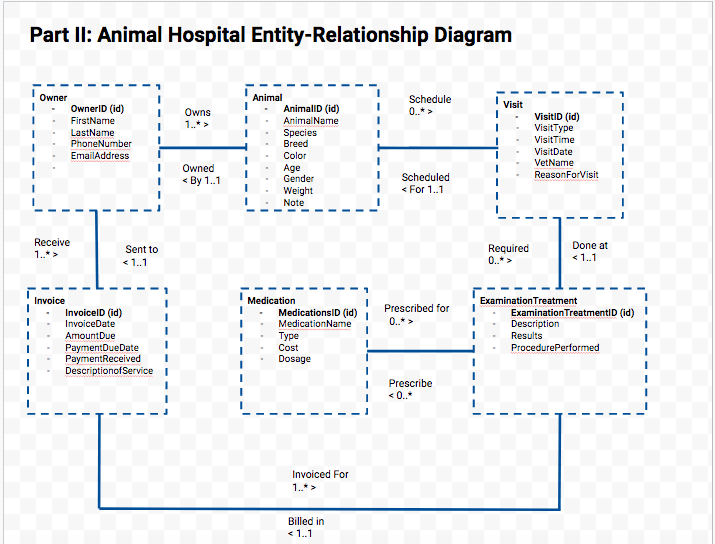 Part II: Animal Hospital Entity-Relationship Diagram
Owner
- OwnerID (id)
- FirstName
- LastName
- PhoneNumber
- EmailAddress
-
Owns
1..* >
Owned
< By 1..1
Animal
- AnimalID (id)
- AnimalName
- Species
- Breed
- Color
- Age
- Gender
- Weight
- Note
Schedule
0..* >
Scheduled
< For 1..1
Visit
- VisitID (id)
- VisitType
- VisitTime
- VisitDate
- VetName
- ReasonForVisit
Receive
1..* >
Sent to
< 1..1
Required
0..* >
Done at
< 1..1
Invoice
- InvoiceID (id)
- InvoiceDate
- AmountDue
- PaymentDueDate
- PaymentReceived
- DescriptionofService
Medication
- MedicationsID (id)
- MedicationName
- Type
- Cost
- Dosage
Prescribed for
0..* >
Prescribe
< 0..*
ExaminationTreatment
- ExaminationTreatmentID (id)
- Description
- Results
- ProcedurePerformed
Invoiced For
1..* >
Billed in
< 1..1